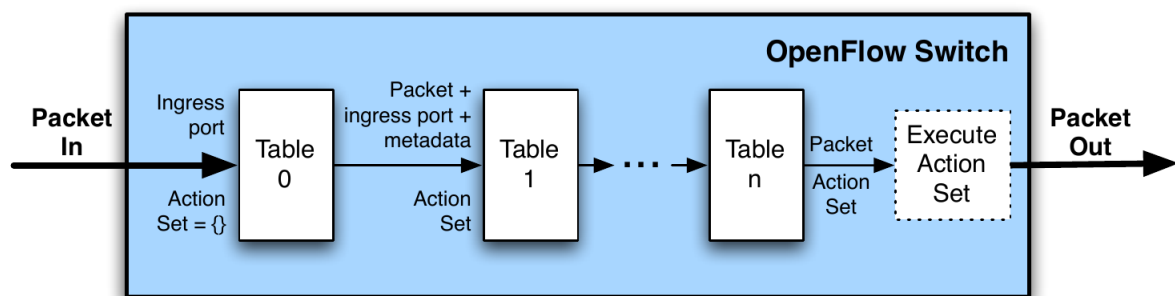 OpenFlow Switch
Packet
In
Ingress
port
Action
Set = {}
Table
0
Packet +
ingress port +
metadata
Action
Set
Table
1
...
Table
n
Packet
Action
Set
Execute
Action
Set
Packet
Out